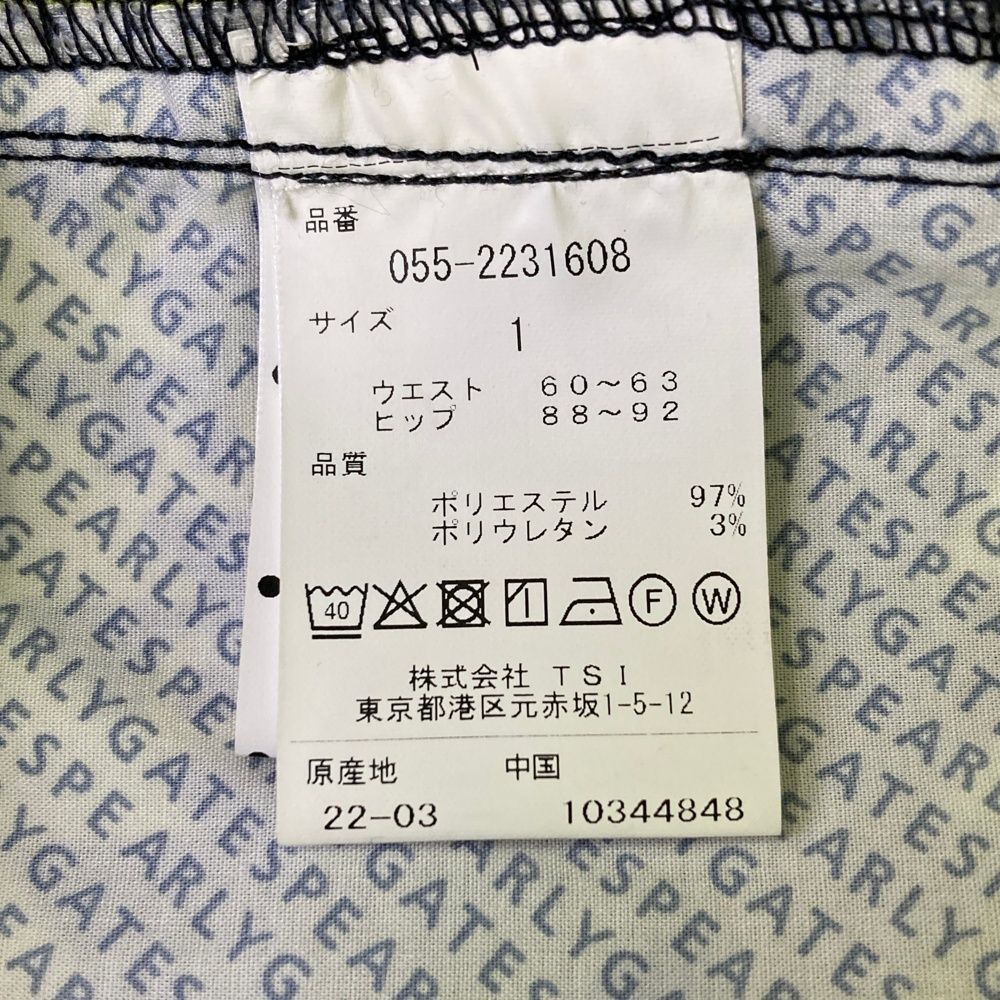 品番
055-2231608
サイズ
1
ウエスト 60~63
ヒップ 88~92
品質
ポリエステル 97%
ポリウレタン 3%
40
F W
株式会社 TSI
東京都港区元赤坂1-5-12
原産地 中国
22-03 10344848
PEARLYGATES